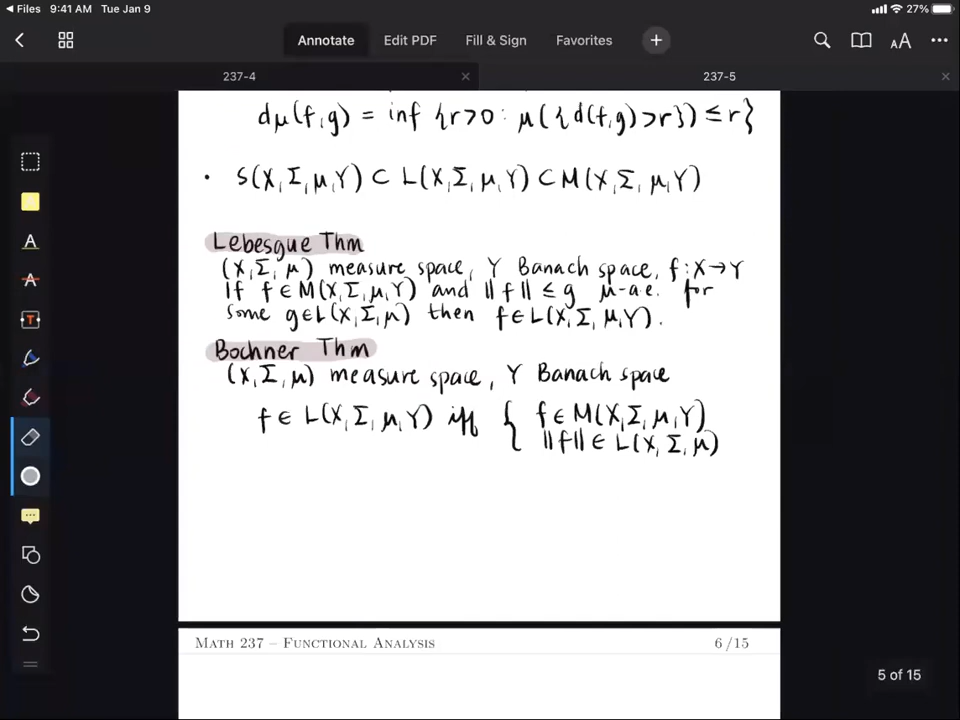 Files 9:41 AM Tue Jan 9 27%
Annotate Edit PDF Fill & Sign Favorites
237-4 237-5
dμ(f,g) = inf {r>0: μ({d(f,g)>r}) ≤ r}
• S(X,Σ,μ,Y) ⊂ L(X,Σ,μ,Y) ⊂ M(X,Σ,μ,Y)
Lebesgue Thm
(X,Σ,μ) measure space, Y Banach space, f:X→Y
If f∈M(X,Σ,μ,Y) and ‖f‖ ≤ g μ-a.e. for
some g∈L(X,Σ,μ) then f∈L(X,Σ,μ,Y).
Bochner Thm
(X,Σ,μ) measure space, Y Banach space
f∈ L(X,Σ,μ,Y) iff { f∈M(X,Σ,μ,Y)
‖f‖ ∈ L(X,Σ,μ)
MATH 237 – FUNCTIONAL ANALYSIS 6/15
5 of 15